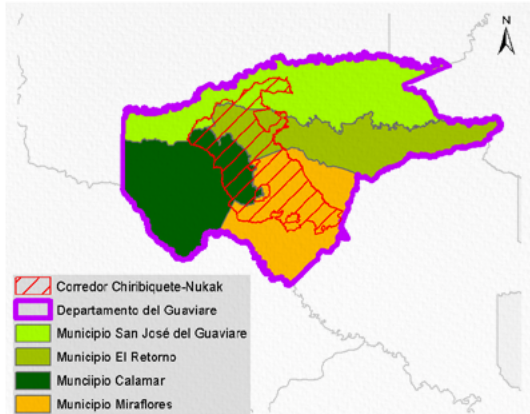 N
Corredor Chiribiquete-Nukak
Departamento del Guaviare
Municipio San José del Guaviare
Municipio El Retorno
Munciipio Calamar
Municipio Miraflores